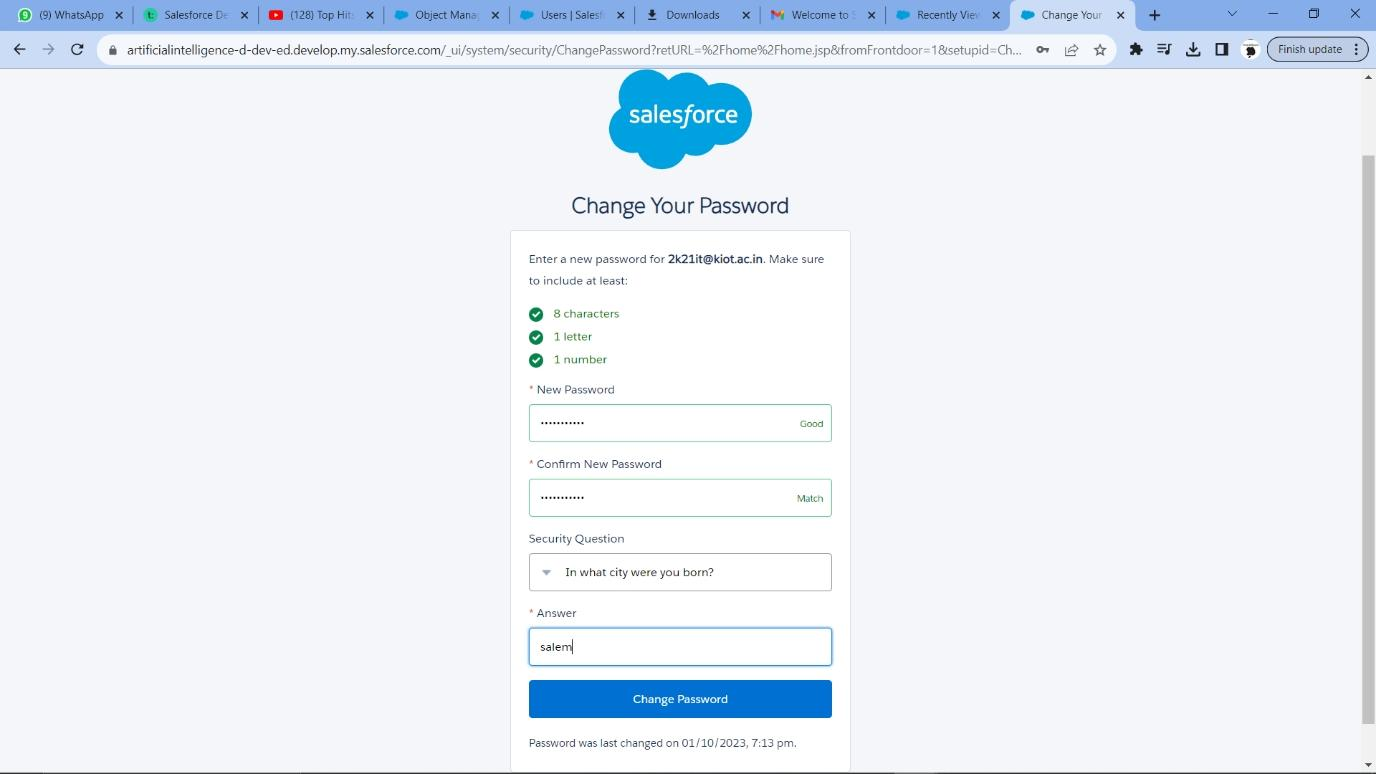 (9) WhatsApp
Salesforce De
(128) Top Hits
Object Manag
Users | Salesf
Downloads
Welcome to S
Recently View
Change Your
artificialintelligence-d-dev-ed.develop.my.salesforce.com/_ui/system/security/ChangePassword?retURL=%2Fhome%2Fhome.jsp&fromFrontdoor=1&setupid=Ch...
Finish update
salesforce
Change Your Password
Enter a new password for 2k21it@kiot.ac.in. Make sure
to include at least:
8 characters
1 letter
1 number
* New Password
••••••••••• Good
* Confirm New Password
••••••••••• Match
Security Question
In what city were you born?
* Answer
salem
Change Password
Password was last changed on 01/10/2023, 7:13 pm.